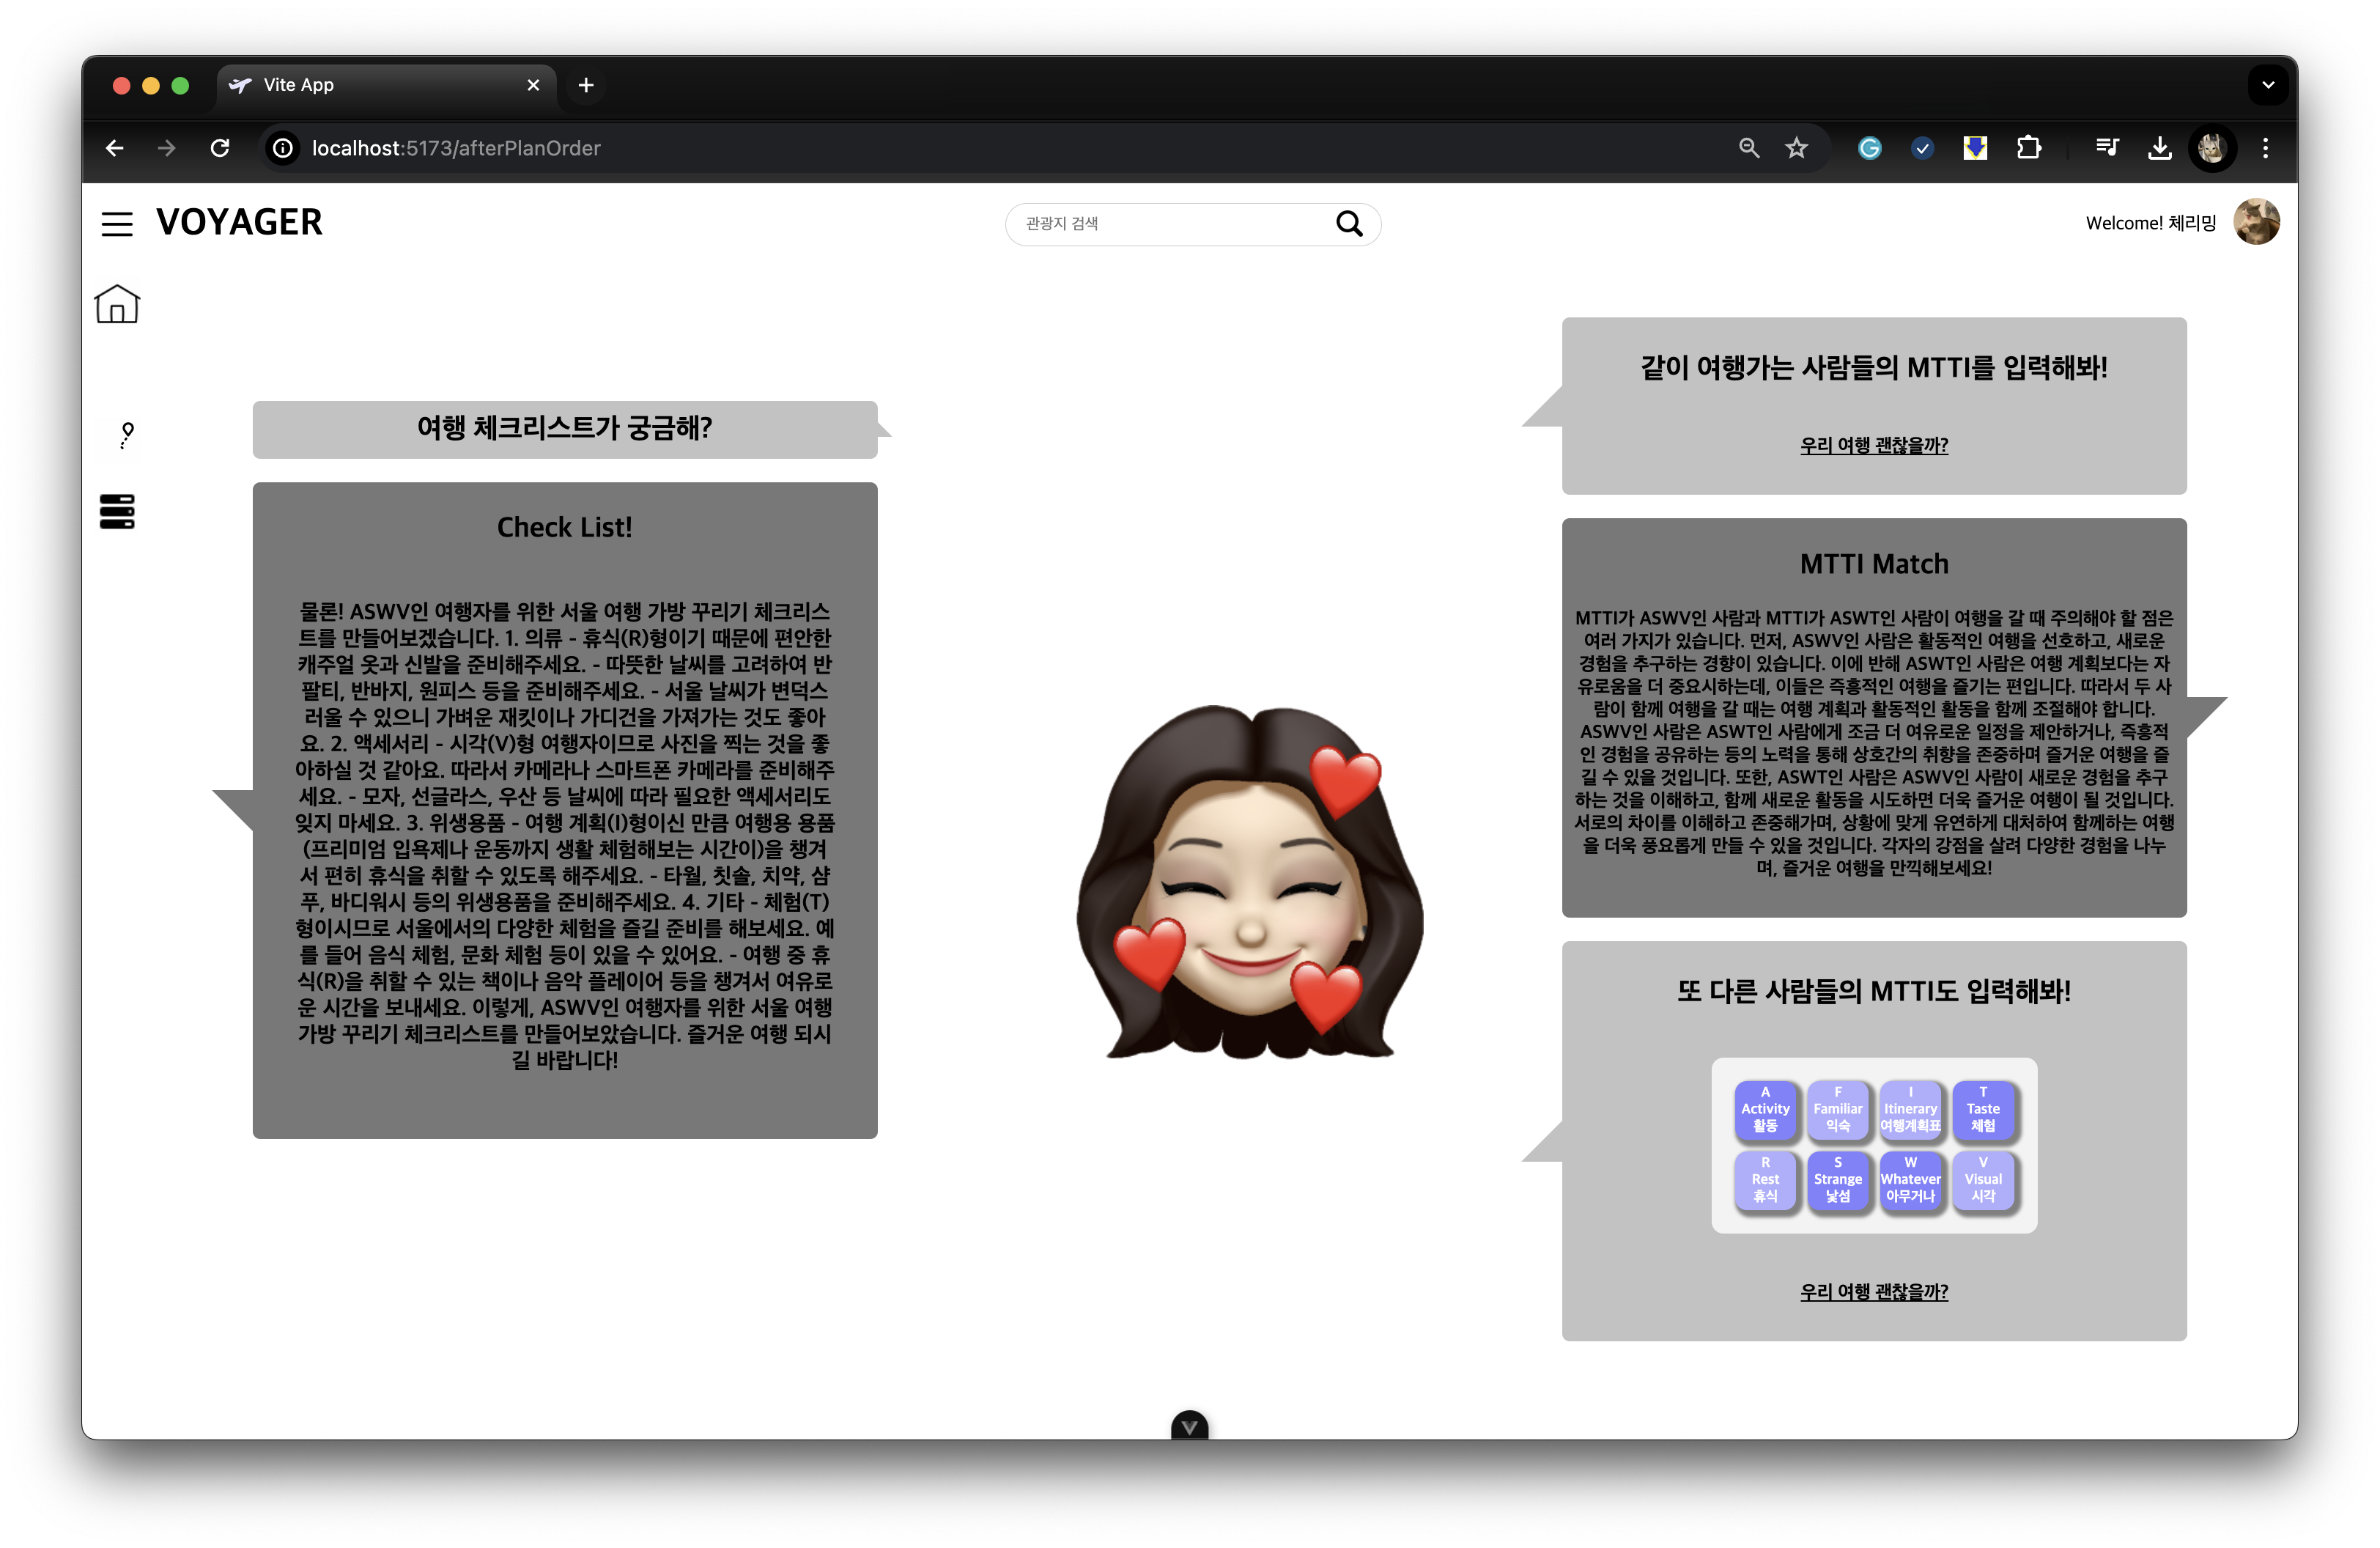 Vite App
localhost:5173/afterPlanOrder
VOYAGER
관광지 검색
Welcome! 체리밍
여행 체크리스트가 궁금해?
Check List!
물론! ASWV인 여행자를 위한 서울 여행 가방 꾸리기 체크리스
트를 만들어보겠습니다. 1. 의류 - 휴식(R)형이기 때문에 편안한
캐주얼 옷과 신발을 준비해주세요. - 따뜻한 날씨를 고려하여 반
팔티, 반바지, 원피스 등을 준비해주세요. - 서울 날씨가 변덕스
러울 수 있으니 가벼운 재킷이나 가디건을 가져가는 것도 좋아
요. 2. 액세서리 - 시각(V)형 여행자이므로 사진을 찍는 것을 좋
아하실 것 같아요. 따라서 카메라나 스마트폰 카메라를 준비해주
세요. - 모자, 선글라스, 우산 등 날씨에 따라 필요한 액세서리도
잊지 마세요. 3. 위생용품 - 여행 계획(I)형이신 만큼 여행용 용품
(프리미엄 입욕제나 운동까지 생활 체험해보는 시간이)을 챙겨
서 편히 휴식을 취할 수 있도록 해주세요. - 타월, 칫솔, 치약, 샴
푸, 바디워시 등의 위생용품을 준비해주세요. 4. 기타 - 체험(T)
형이시므로 서울에서의 다양한 체험을 즐길 준비를 해보세요. 예
를 들어 음식 체험, 문화 체험 등이 있을 수 있어요. - 여행 중 휴
식(R)을 취할 수 있는 책이나 음악 플레이어 등을 챙겨서 여유로
운 시간을 보내세요. 이렇게, ASWV인 여행자를 위한 서울 여행
가방 꾸리기 체크리스트를 만들어보았습니다. 즐거운 여행 되시
길 바랍니다!
같이 여행가는 사람들의 MTTI를 입력해봐!
우리 여행 괜찮을까?
MTTI Match
MTTI가 ASWV인 사람과 MTTI가 ASWT인 사람이 여행을 갈 때 주의해야 할 점은
여러 가지가 있습니다. 먼저, ASWV인 사람은 활동적인 여행을 선호하고, 새로운
경험을 추구하는 경향이 있습니다. 이에 반해 ASWT인 사람은 여행 계획보다는 자
유로움을 더 중요시하는데, 이들은 즉흥적인 여행을 즐기는 편입니다. 따라서 두 사
람이 함께 여행을 갈 때는 여행 계획과 활동적인 활동을 함께 조절해야 합니다.
ASWV인 사람은 ASWT인 사람에게 조금 더 여유로운 일정을 제안하거나, 즉흥적
인 경험을 공유하는 등의 노력을 통해 상호간의 취향을 존중하며 즐거운 여행을 즐
길 수 있을 것입니다. 또한, ASWT인 사람은 ASWV인 사람이 새로운 경험을 추구
하는 것을 이해하고, 함께 새로운 활동을 시도하면 더욱 즐거운 여행이 될 것입니다.
서로의 차이를 이해하고 존중해가며, 상황에 맞게 유연하게 대처하여 함께하는 여행
을 더욱 풍요롭게 만들 수 있을 것입니다. 각자의 강점을 살려 다양한 경험을 나누
며, 즐거운 여행을 만끽해보세요!
또 다른 사람들의 MTTI도 입력해봐!
A F I T
Activity Familiar Itinerary Taste
활동 익숙 여행계획표 체험
R S W V
Rest Strange Whatever Visual
휴식 낯섬 아무거나 시각
우리 여행 괜찮을까?